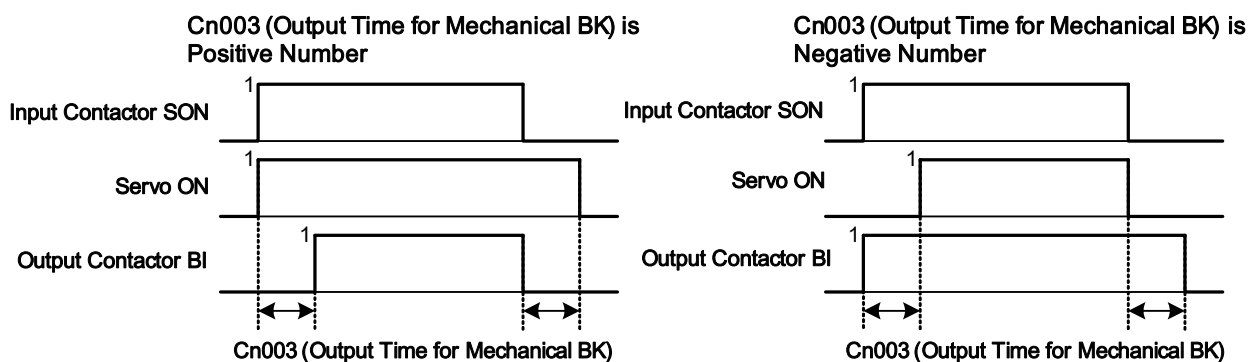 Cn003 (Output Time for Mechanical BK) is
Positive Number
1
Input Contactor SON
1
Servo ON
1
Output Contactor BI
Cn003 (Output Time for Mechanical BK)
Cn003 (Output Time for Mechanical BK) is
Negative Number
1
Input Contactor SON
1
Servo ON
1
Output Contactor BI
Cn003 (Output Time for Mechanical BK)